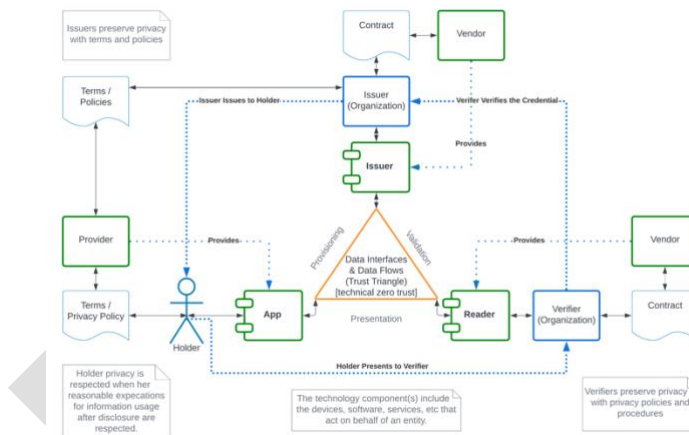 Issuers preserve privacy
with terms and policies
Contract
Vendor
Terms /
Policies
Issuer Issues to Holder
Issuer
(Organization)
Verifer Verifies the Credential
Provides
Issuer
Provisioning
Validation
Provider
Provides
Data Interfaces
& Data Flows
(Trust Triangle)
[technical zero trust]
Provides
Vendor
Terms /
Privacy Policy
Holder
App
Presentation
Reader
Verifier
(Organization)
Contract
Holder Presents to Verifier
Holder privacy is
respected when her
reasonable expecations
for information usage
after disclosure are
respected.
The technology component(s) include
the devices, software, services, etc that
act on behalf of an entity.
Verifiers preserve privacy
with privacy policies and
procedures